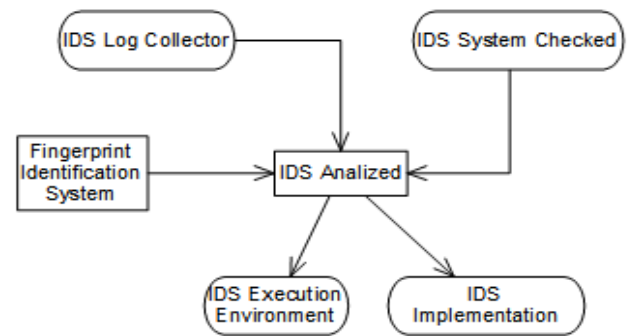 IDS Log Collector
IDS System Checked
Fingerprint
Identification
System
IDS Analized
IDS Execution
Environment
IDS
Implementation